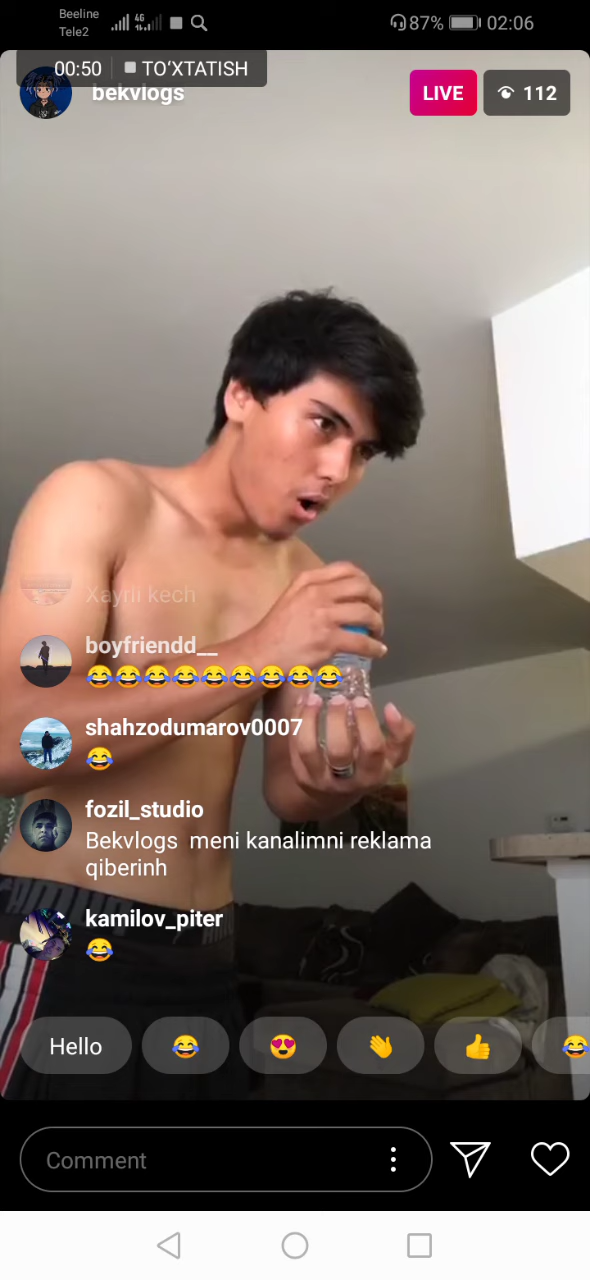 Beeline
Tele2
4G
87%
02:06
00:50
TO‘XTATISH
bekvlogs
LIVE
112
Xayrli kech
boyfriendd__
😂😂😂😂😂😂😂😂😂
shahzodumarov0007
😂
fozil_studio
Bekvlogs meni kanalimni reklama
qiberinh
kamilov_piter
😂
Hello 😂 😍 👋 👍 😂
Comment